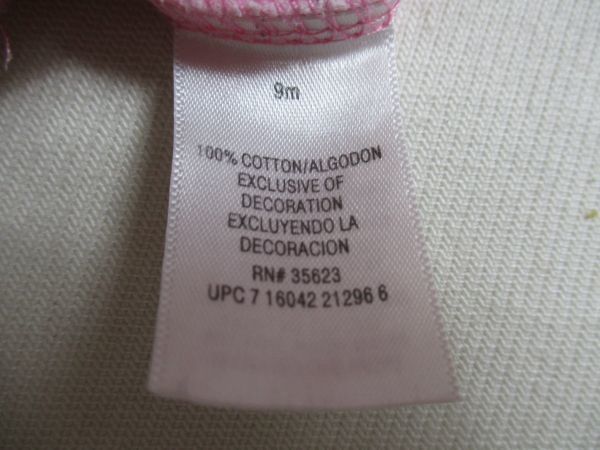 9m
100% COTTON/ALGODON
EXCLUSIVE OF
DECORATION
EXCLUYENDO LA
DECORACION
RN# 35623
UPC 7 16042 21296 6